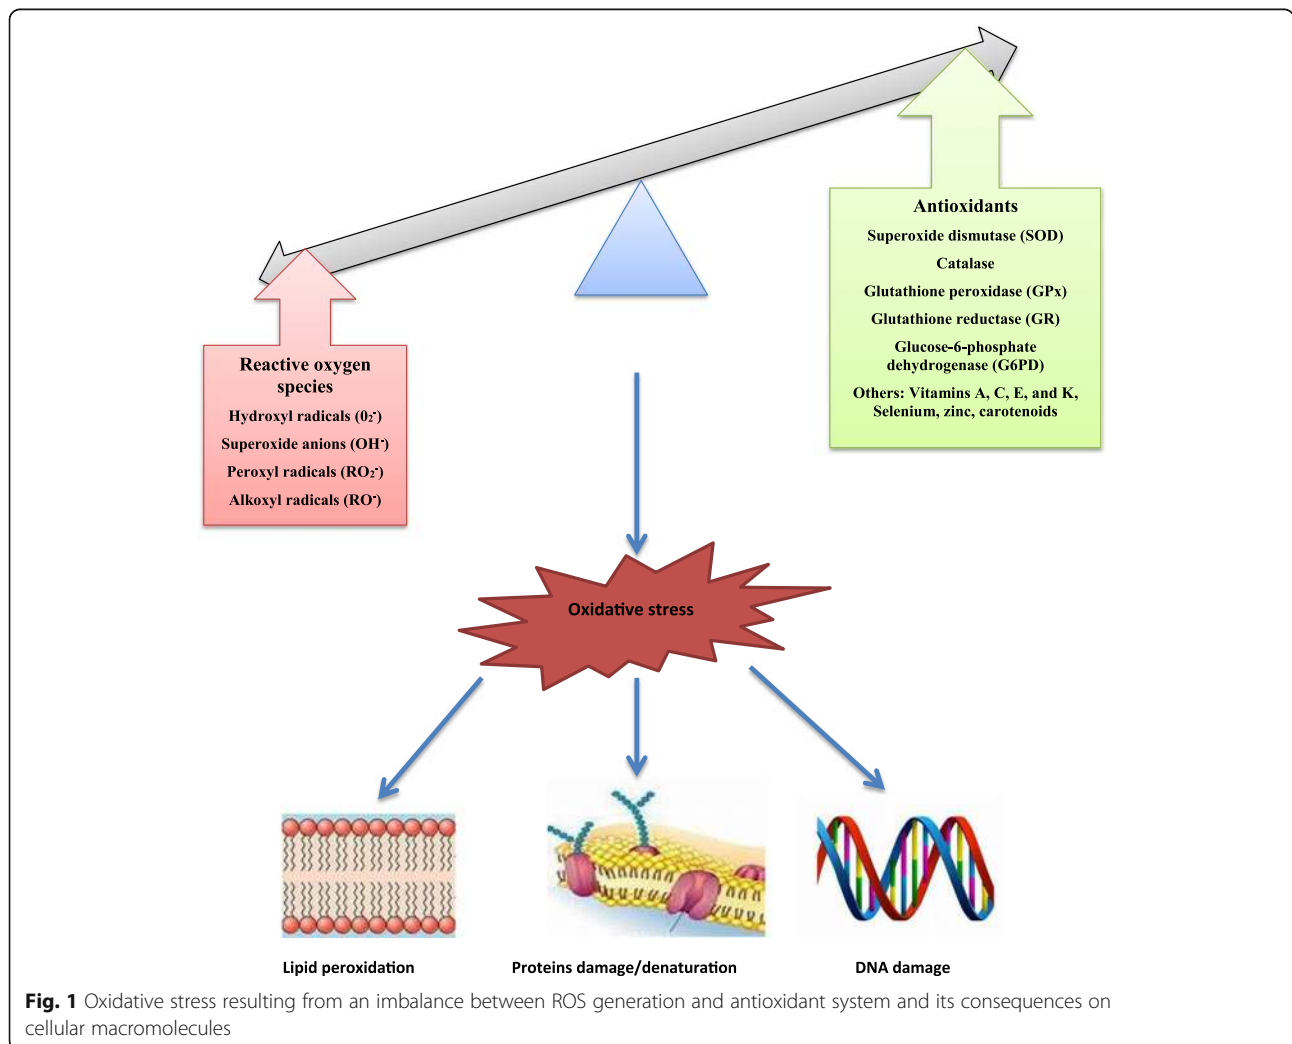 Antioxidants
Superoxide dismutase (SOD)
Catalase
Glutathione peroxidase (GPx)
Glutathione reductase (GR)
Glucose-6-phosphate
dehydrogenase (G6PD)
Others: Vitamins A, C, E, and K,
Selenium, zinc, carotenoids
Reactive oxygen
species
Hydroxyl radicals (0₂⁻)
Superoxide anions (OH⁻)
Peroxyl radicals (RO₂⁻)
Alkoxyl radicals (RO⁻)
Oxidative stress
Lipid peroxidation
Proteins damage/denaturation
DNA damage
Fig. 1 Oxidative stress resulting from an imbalance between ROS generation and antioxidant system and its consequences on
cellular macromolecules